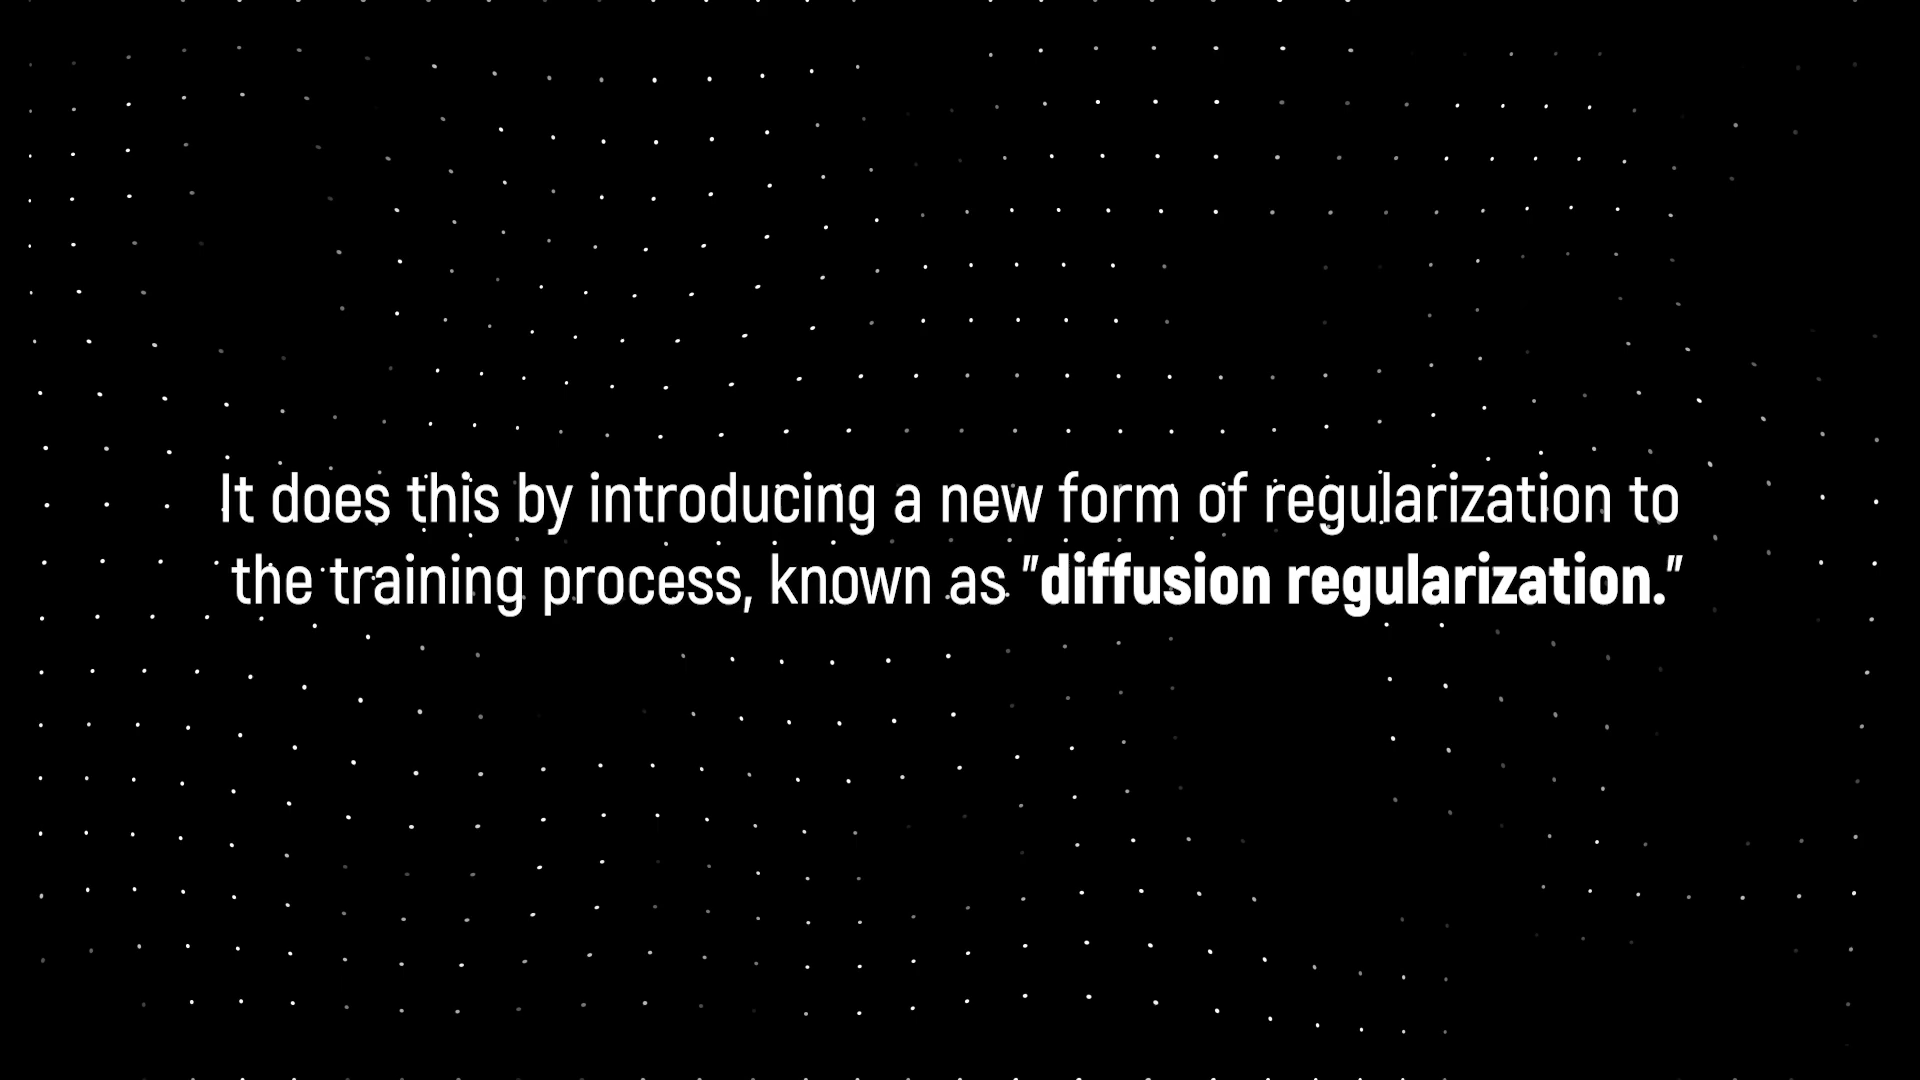 It does this by introducing a new form of regularization to
the training process, known as "diffusion regularization."